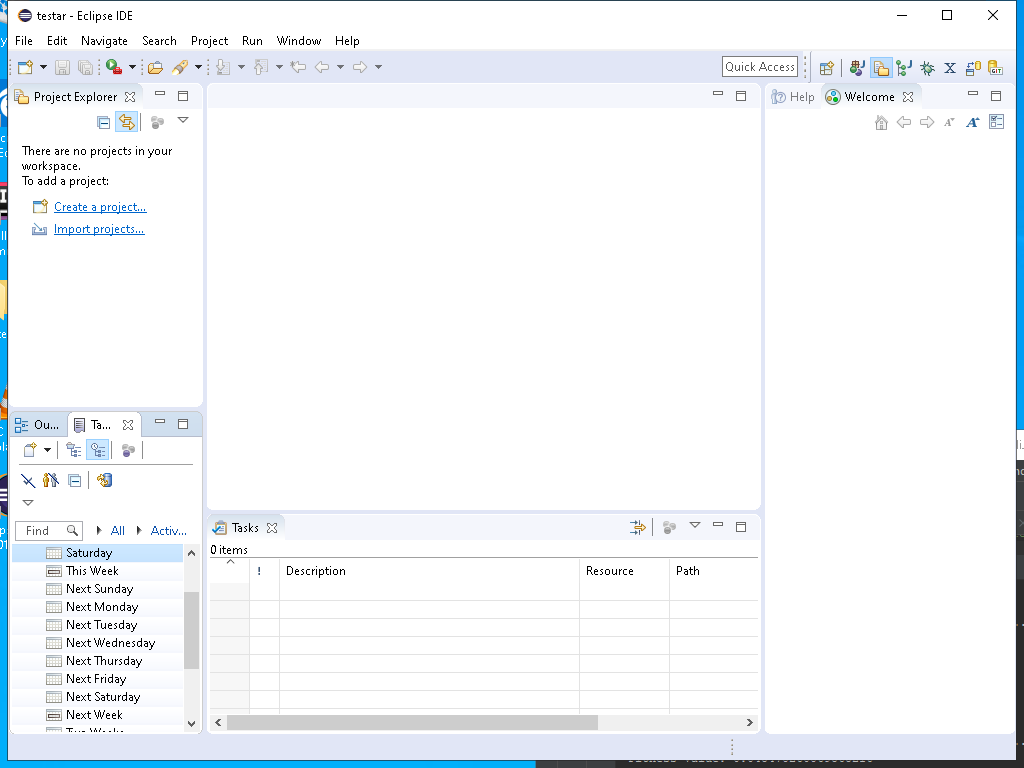 testar - Eclipse IDE
File Edit Navigate Search Project Run Window Help
Quick Access
Project Explorer
Help Welcome
There are no projects in your
workspace.
To add a project:
Create a project...
Import projects...
Ou... Ta...
Find All Activ...
Saturday
This Week
Next Sunday
Next Monday
Next Tuesday
Next Wednesday
Next Thursday
Next Friday
Next Saturday
Next Week
Tasks
0 items
! Description Resource Path